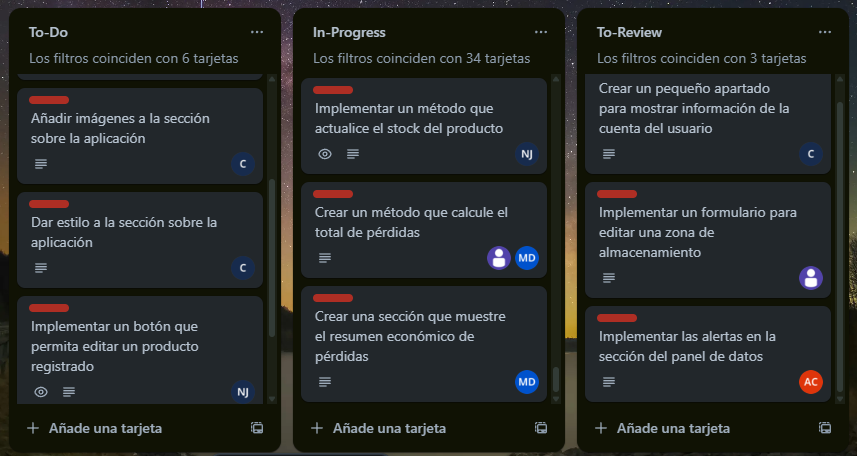 To-Do
Los filtros coinciden con 6 tarjetas
Añadir imágenes a la sección
sobre la aplicación
C
Dar estilo a la sección sobre la
aplicación
C
Implementar un botón que
permita editar un producto
registrado
NJ
Añade una tarjeta
In-Progress
Los filtros coinciden con 34 tarjetas
Implementar un método que
actualice el stock del producto
NJ
Crear un método que calcule el
total de pérdidas
MD
Crear una sección que muestre
el resumen económico de
pérdidas
MD
Añade una tarjeta
To-Review
Los filtros coinciden con 3 tarjetas
Crear un pequeño apartado
para mostrar información de la
cuenta del usuario
C
Implementar un formulario para
editar una zona de
almacenamiento
Implementar las alertas en la
sección del panel de datos
AC
Añade una tarjeta